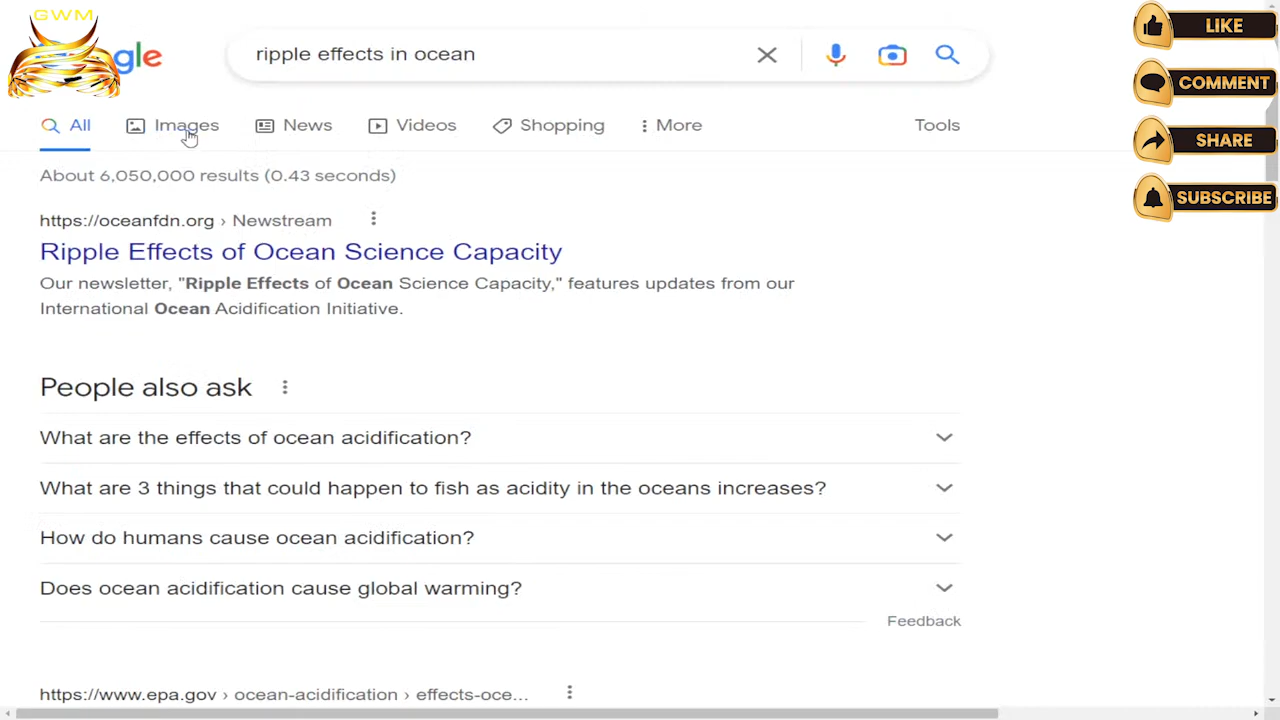 GWM
gle
ripple effects in ocean
All
Images
News
Videos
Shopping
More
Tools
About 6,050,000 results (0.43 seconds)
https://oceanfdn.org › Newstream
Ripple Effects of Ocean Science Capacity
Our newsletter, "Ripple Effects of Ocean Science Capacity," features updates from our
International Ocean Acidification Initiative.
People also ask
What are the effects of ocean acidification?
What are 3 things that could happen to fish as acidity in the oceans increases?
How do humans cause ocean acidification?
Does ocean acidification cause global warming?
Feedback
https://www.epa.gov › ocean-acidification › effects-oce...
LIKE
COMMENT
SHARE
SUBSCRIBE